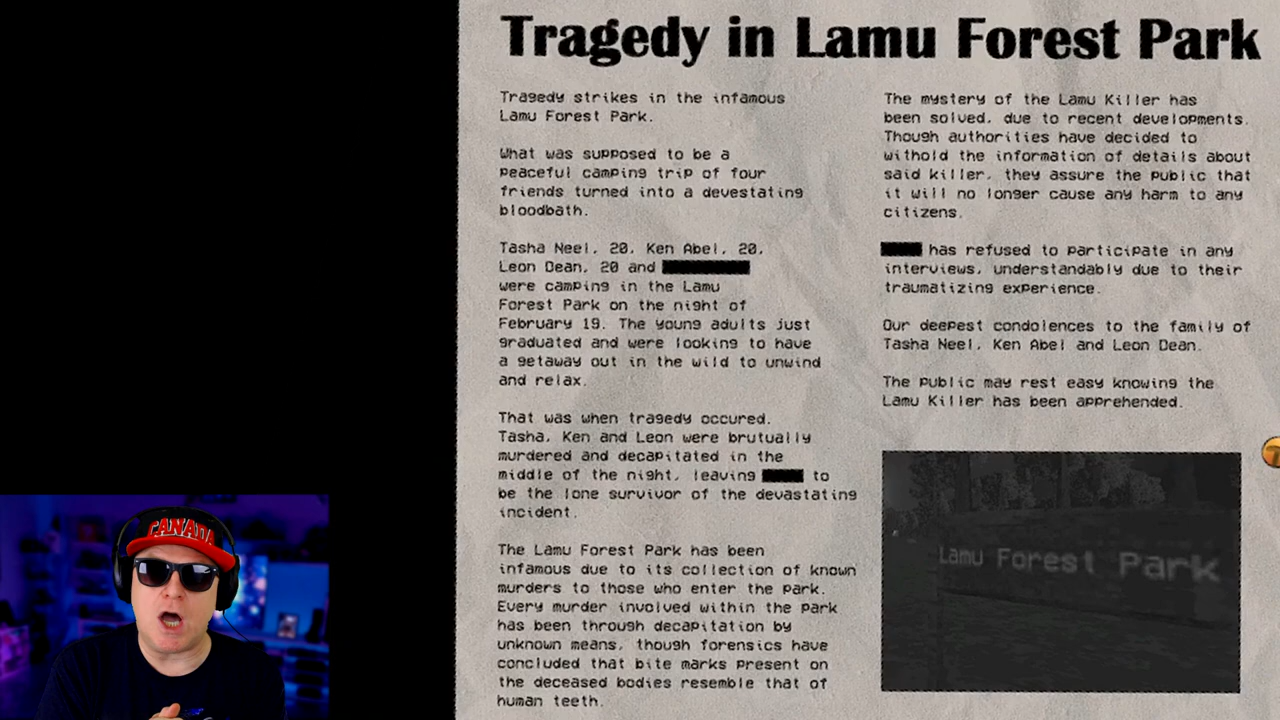 Tragedy in Lamu Forest Park
Tragedy strikes in the infamous
Lamu Forest Park.
What was supposed to be a
peaceful camping trip of four
friends turned into a devestating
bloodbath.
Tasha Neel, 20, Ken Abel, 20,
Leon Dean, 20 and
were camping in the Lamu
Forest Park on the night of
February 19. The young adults just
graduated and were looking to have
a getaway out in the wild to unwind
and relax.
That was when tragedy occured.
Tasha, Ken and Leon were brutually
murdered and decapitated in the
middle of the night, leaving to
be the lone survivor of the devastating
incident.
The Lamu Forest Park has been
infamous due to its collection of known
murders to those who enter the park.
Every murder involved within the park
has been through decapitation by
unknown means, though forensics have
concluded that bite marks present on
the deceased bodies resemble that of
human teeth.
The mystery of the Lamu Killer has
been solved, due to recent developments.
Though authorities have decided to
withold the information of details about
said killer, they assure the public that
it will no longer cause any harm to any
citizens.
has refused to participate in any
interviews, understandably due to their
traumatizing experience.
Our deepest condolences to the family of
Tasha Neel, Ken Abel and Leon Dean.
The public may rest easy knowing the
Lamu Killer has been apprehended.
Lamu Forest Park
CANADA